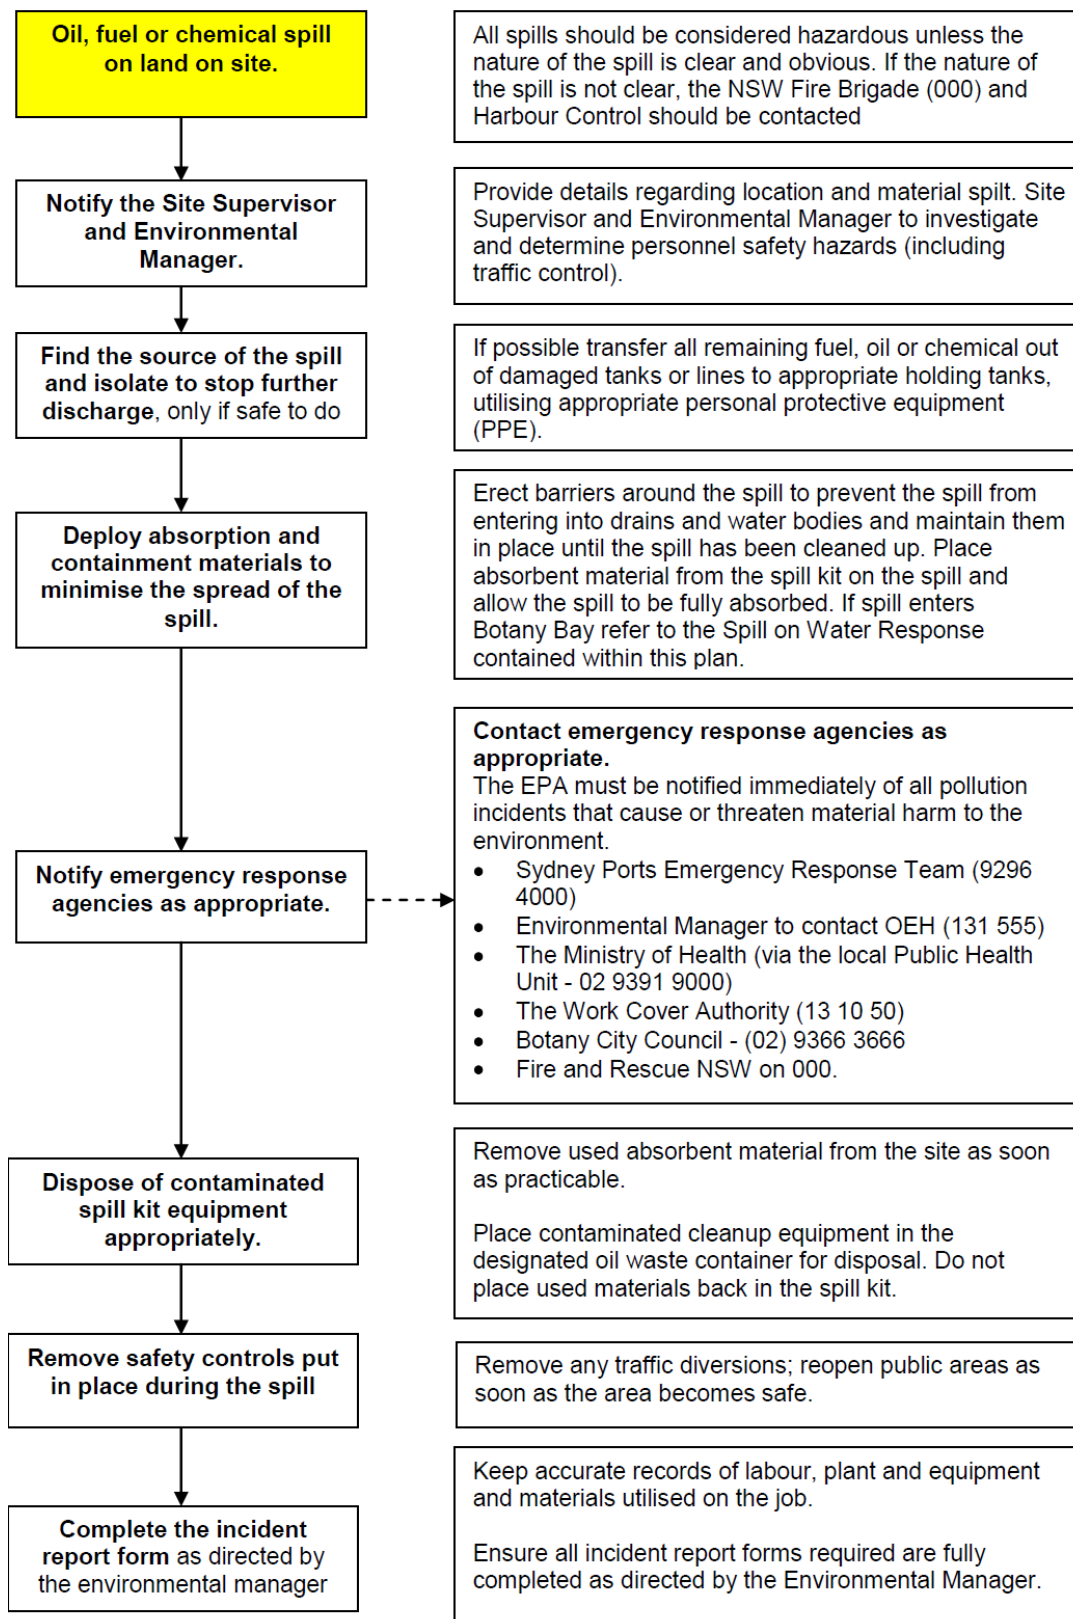 Oil, fuel or chemical spill
on land on site.
All spills should be considered hazardous unless the
nature of the spill is clear and obvious. If the nature of
the spill is not clear, the NSW Fire Brigade (000) and
Harbour Control should be contacted
Notify the Site Supervisor
and Environmental
Manager.
Provide details regarding location and material spilt. Site
Supervisor and Environmental Manager to investigate
and determine personnel safety hazards (including
traffic control).
Find the source of the spill
and isolate to stop further
discharge, only if safe to do
If possible transfer all remaining fuel, oil or chemical out
of damaged tanks or lines to appropriate holding tanks,
utilising appropriate personal protective equipment
(PPE).
Deploy absorption and
containment materials to
minimise the spread of the
spill.
Erect barriers around the spill to prevent the spill from
entering into drains and water bodies and maintain them
in place until the spill has been cleaned up. Place
absorbent material from the spill kit on the spill and
allow the spill to be fully absorbed. If spill enters
Botany Bay refer to the Spill on Water Response
contained within this plan.
Notify emergency response
agencies as appropriate.
Contact emergency response agencies as
appropriate.
The EPA must be notified immediately of all pollution
incidents that cause or threaten material harm to the
environment.
• Sydney Ports Emergency Response Team (9296
4000)
• Environmental Manager to contact OEH (131 555)
• The Ministry of Health (via the local Public Health
Unit - 02 9391 9000)
• The Work Cover Authority (13 10 50)
• Botany City Council - (02) 9366 3666
• Fire and Rescue NSW on 000.
Dispose of contaminated
spill kit equipment
appropriately.
Remove used absorbent material from the site as soon
as practicable.
Place contaminated cleanup equipment in the
designated oil waste container for disposal. Do not
place used materials back in the spill kit.
Remove safety controls put
in place during the spill
Remove any traffic diversions; reopen public areas as
soon as the area becomes safe.
Complete the incident
report form as directed by
the environmental manager
Keep accurate records of labour, plant and equipment
and materials utilised on the job.
Ensure all incident report forms required are fully
completed as directed by the Environmental Manager.